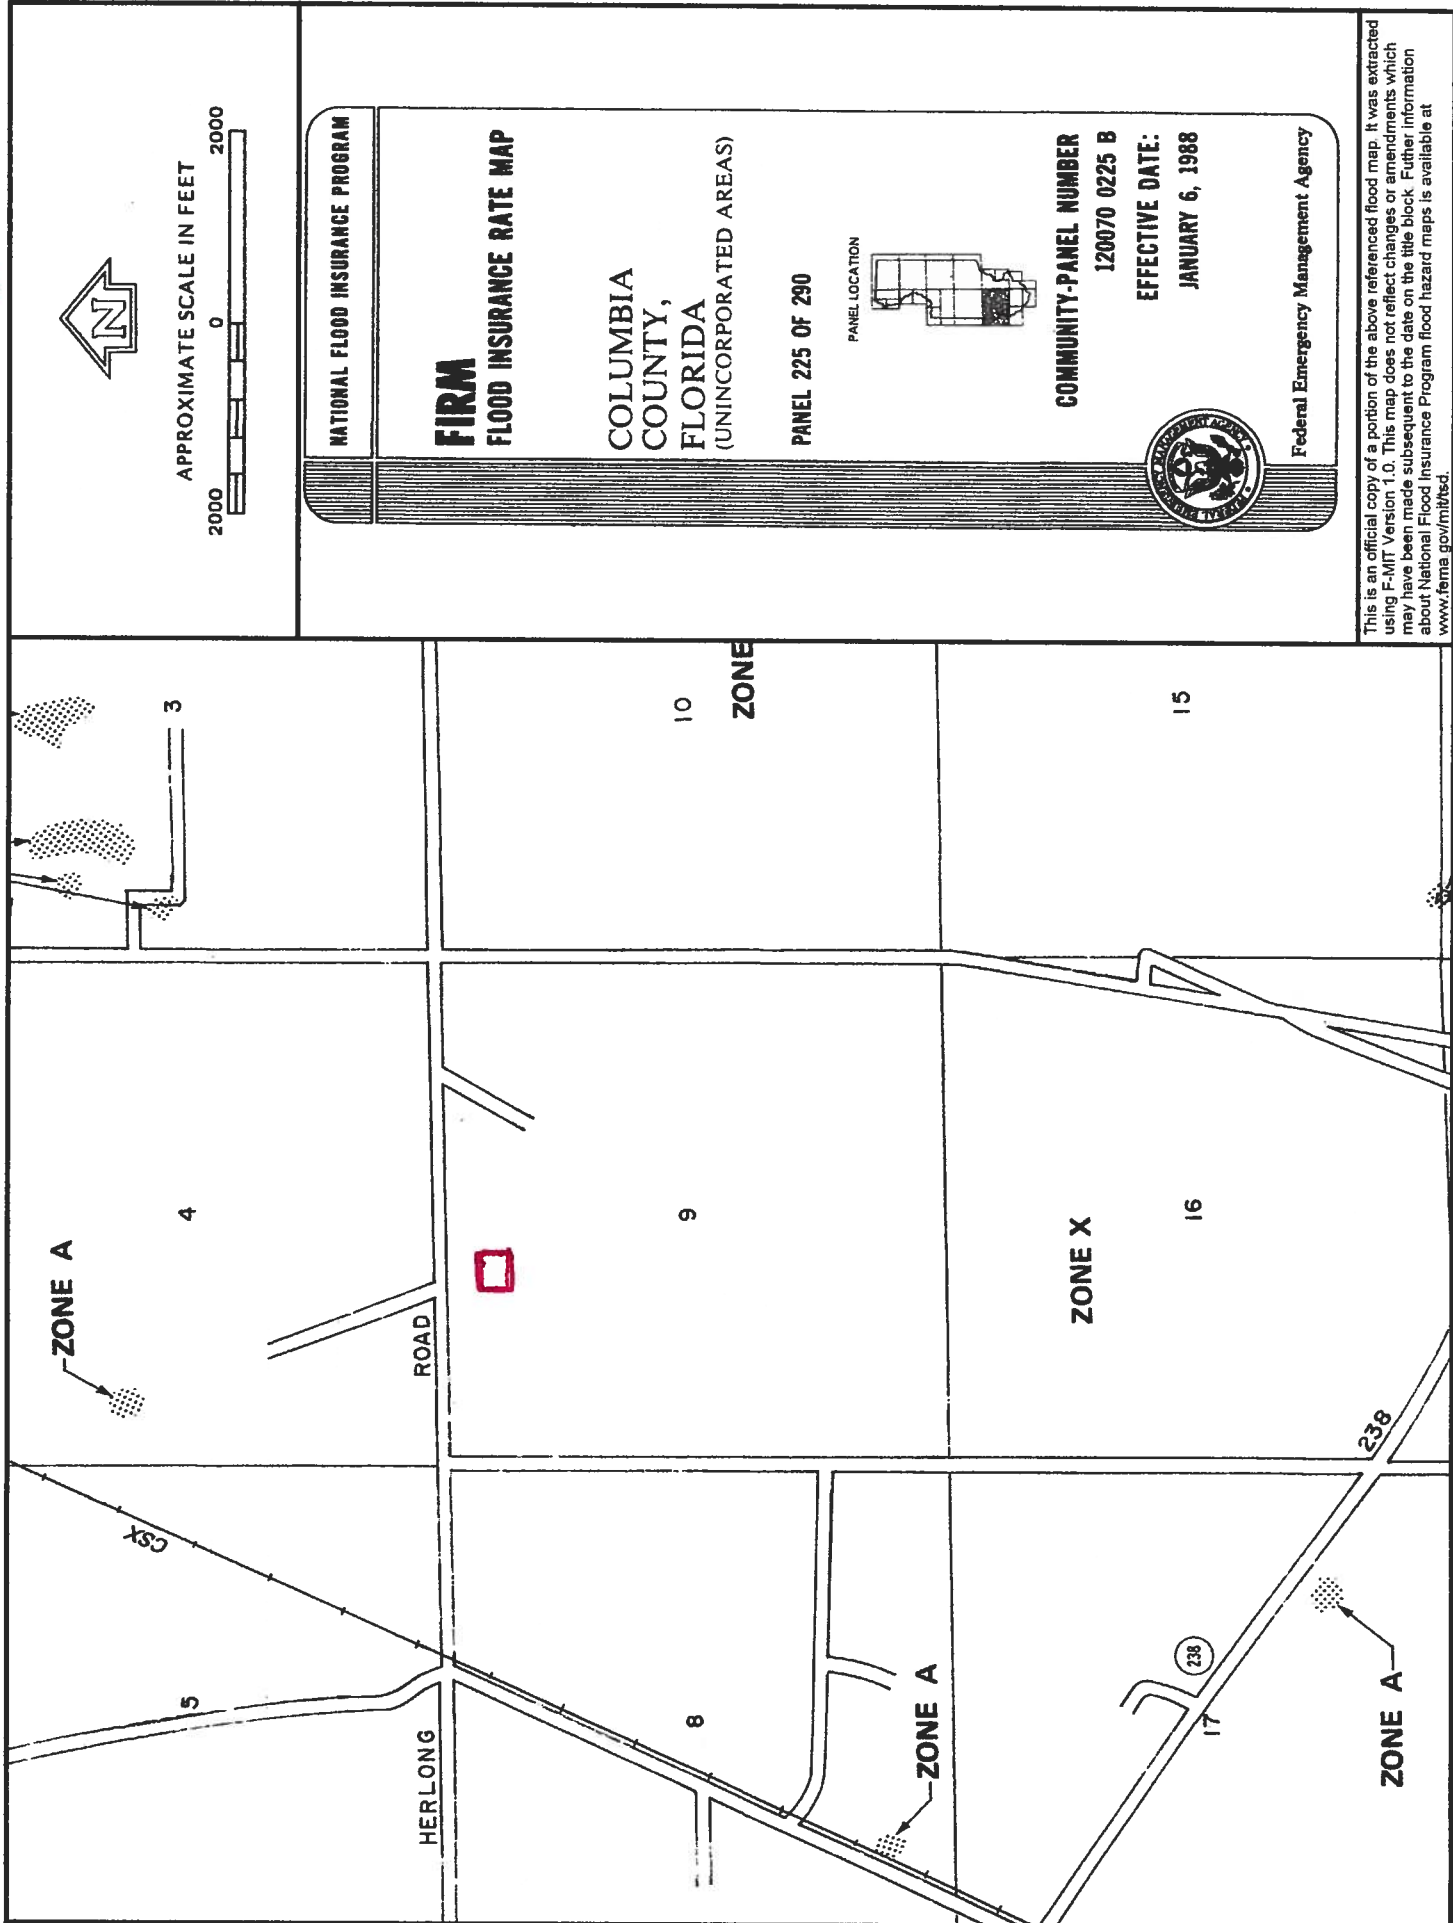 APPROXIMATE SCALE IN FEET
2000 0 2000
N
NATIONAL FLOOD INSURANCE PROGRAM
FIRM
FLOOD INSURANCE RATE MAP
COLUMBIA
COUNTY,
FLORIDA
(UNINCORPORATED AREAS)
PANEL 225 OF 290
PANEL LOCATION
COMMUNITY-PANEL NUMBER
120070 0225 B
EFFECTIVE DATE:
JANUARY 6, 1988
FEDERAL EMERGENCY MANAGEMENT AGENCY
Federal Emergency Management Agency
This is an official copy of a portion of the above referenced flood map. It was extracted
using F-MIT Version 1.0. This map does not reflect changes or amendments which
may have been made subsequent to the date on the title block. Futher information
about National Flood Insurance Program flood hazard maps is available at
www.fema.gov/mit/tsd.
5
CSX
ZONE A
4
3
HERLONG
ROAD
8
9
10
ZONE
ZONE A
ZONE X
17
238
16
15
238
ZONE A